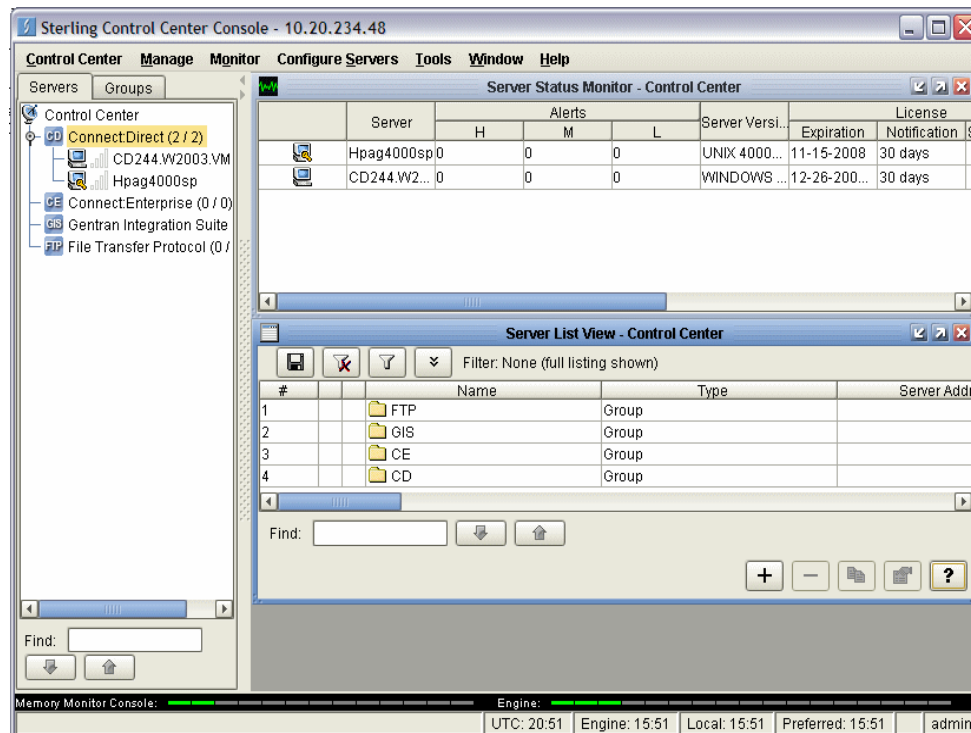 Sterling Control Center Console - 10.20.234.48
Control Center Manage Monitor Configure Servers Tools Window Help
Servers Groups
Control Center
Connect:Direct (2 / 2)
CD244.W2003.VM
Hpag4000sp
CE Connect:Enterprise (0 / 0)
GIS Gentran Integration Suite
FTP File Transfer Protocol (0 /
Find:
Server Status Monitor - Control Center
Server Alerts Server Versi... License
H M L Expiration Notification S
Hpag4000sp 0 0 0 UNIX 4000... 11-15-2008 30 days
CD244.W2... 0 0 0 WINDOWS ... 12-26-200... 30 days
Server List View - Control Center
Filter: None (full listing shown)
# Name Type Server Addr
1 FTP Group
2 GIS Group
3 CE Group
4 CD Group
Find:
+ − ?
Memory Monitor Console: Engine:
UTC: 20:51 Engine: 15:51 Local: 15:51 Preferred: 15:51 admin